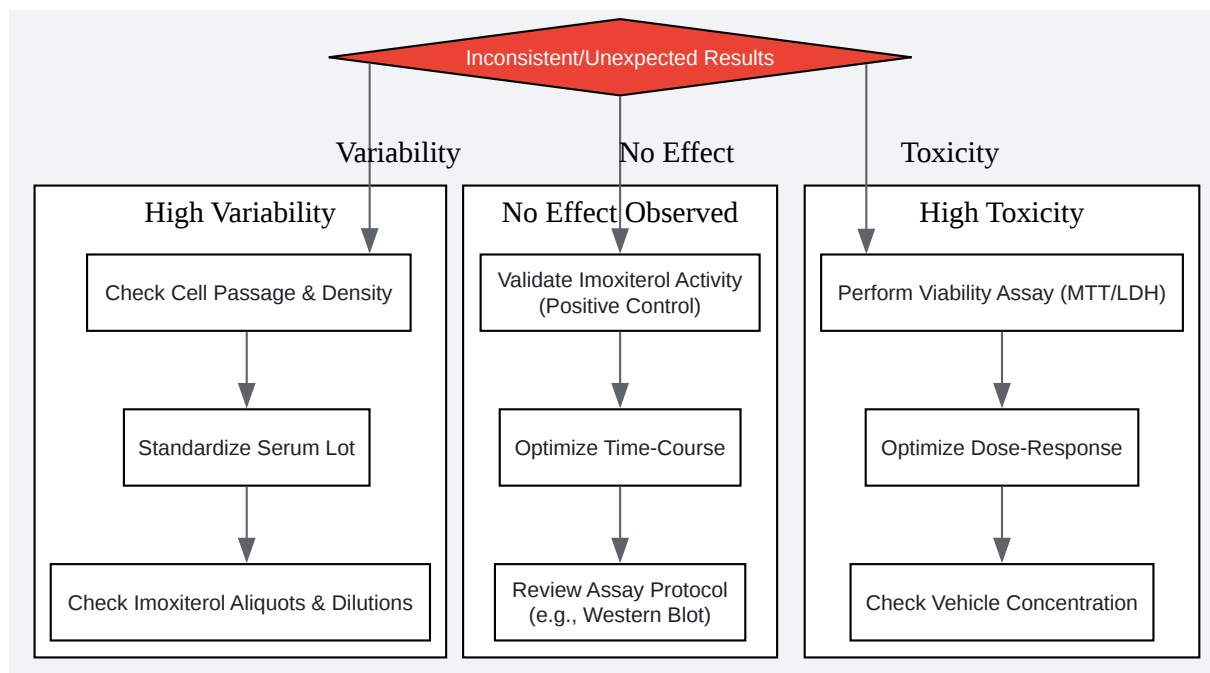 Inconsistent/Unexpected Results
Variability
No Effect
Toxicity
High Variability
Check Cell Passage & Density
Standardize Serum Lot
Check Imoxiterol Aliquots & Dilutions
No Effect Observed
Validate Imoxiterol Activity
(Positive Control)
Optimize Time-Course
Review Assay Protocol
(e.g., Western Blot)
High Toxicity
Perform Viability Assay (MTT/LDH)
Optimize Dose-Response
Check Vehicle Concentration